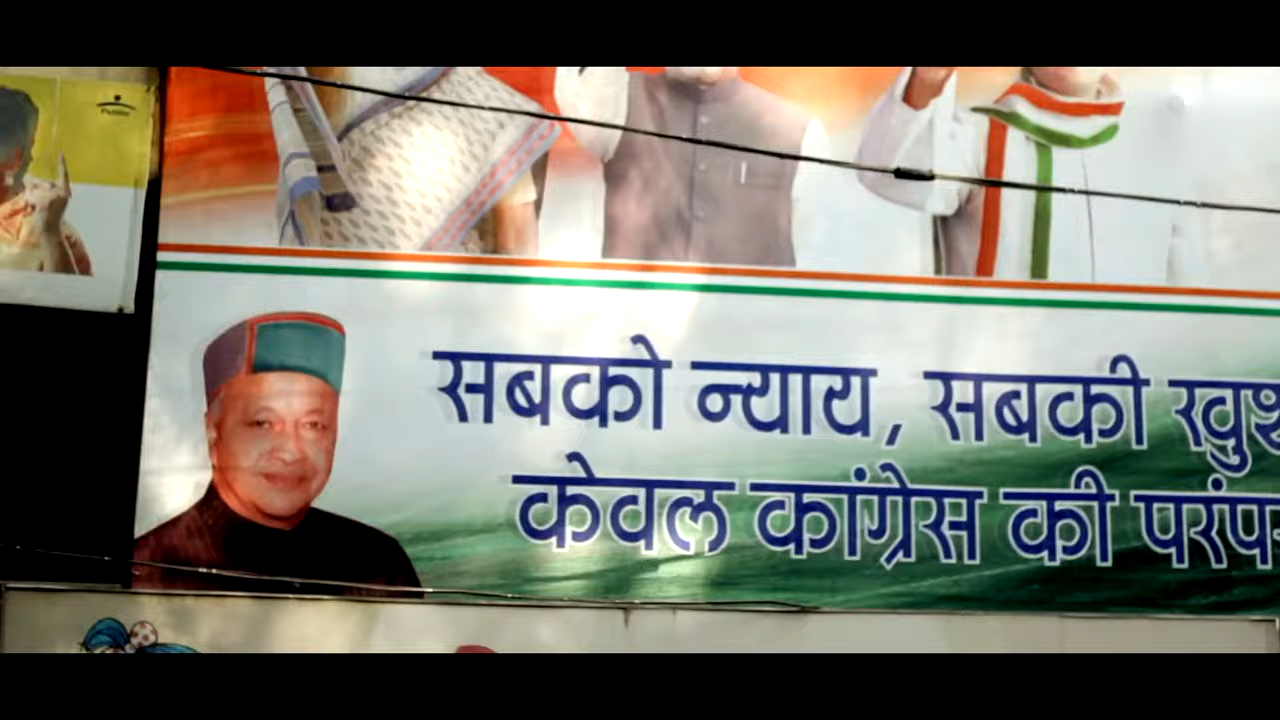 सबको न्याय, सबकी
केवल कांग्रेस की